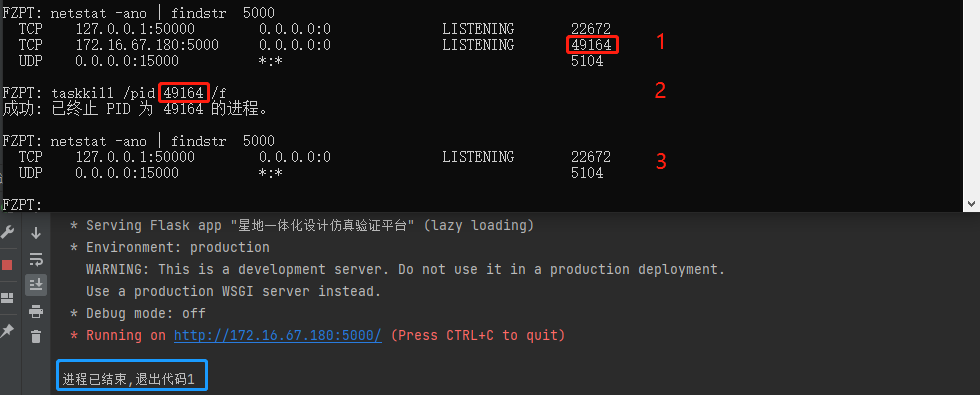 FZPT: netstat -ano | findstr  5000
TCP    127.0.0.1:50000    0.0.0.0:0    LISTENING    22672
TCP    172.16.67.180:5000    0.0.0.0:0    LISTENING    49164    1
UDP    0.0.0.0:15000    *:*    5104
FZPT: taskkill /pid 49164 /f    2
成功: 已终止 PID 为 49164 的进程。
FZPT: netstat -ano | findstr  5000
TCP    127.0.0.1:50000    0.0.0.0:0    LISTENING    22672    3
UDP    0.0.0.0:15000    *:*    5104
FZPT:
* Serving Flask app "星地一体化设计仿真验证平台" (lazy loading)
* Environment: production
WARNING: This is a development server. Do not use it in a production deployment.
Use a production WSGI server instead.
* Debug mode: off
* Running on http://172.16.67.180:5000/ (Press CTRL+C to quit)
进程已结束,退出代码1